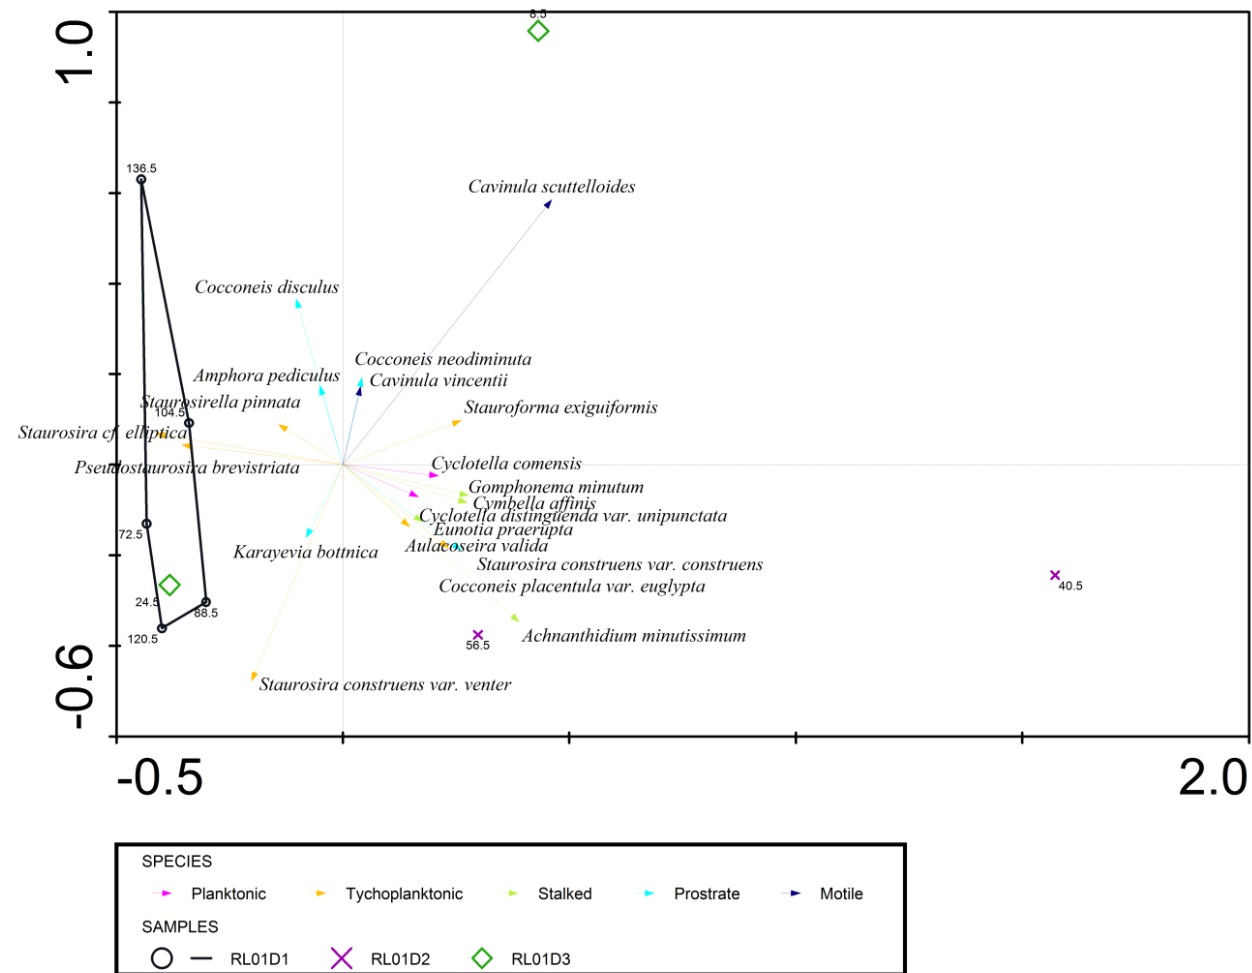 8.5
1.0
136.5
Cavinula scuttelloides
Cocconeis disculus
Cocconeis neodiminuta
Amphora pediculus
Cavinula vincentii
Staurosirella pinnata
Stauroforma exiguiformis
104.5
Staurosira cf. elliptica
Cyclotella comensis
Pseudostaurosira brevistriata
Gomphonema minutum
Cymbella affinis
Cyclotella distinguenda var. unipunctata
72.5
Eunotia praerupta
Karayevia bottnica
Aulacoseira valida
Staurosira construens var. construens
Cocconeis placentula var. euglypta
40.5
24.5
88.5
120.5
56.5
Achnanthidium minutissimum
-0.6
Staurosira construens var. venter
-0.5
2.0
SPECIES
Planktonic Tychoplanktonic Stalked Prostrate Motile
SAMPLES
RL01D1 RL01D2 RL01D3